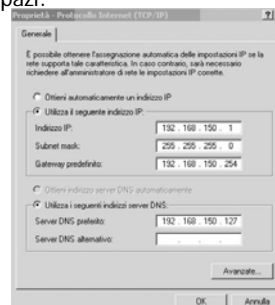 pazi.
Proprietà - Protocollo Internet (TCP/IP)
Generale
È possibile ottenere l'assegnazione automatica delle impostazioni IP se la
rete supporta tale caratteristica. In caso contrario, sarà necessario
richiedere all'amministratore di rete le impostazioni IP corrette.
Ottieni automaticamente un indirizzo IP
Utilizza il seguente indirizzo IP:
Indirizzo IP: 192 . 168 . 150 . 1
Subnet mask: 255 . 255 . 255 . 0
Gateway predefinito: 192 . 168 . 150 . 254
Ottieni indirizzo server DNS automaticamente
Utilizza i seguenti indirizzi server DNS:
Server DNS preferito: 192 . 168 . 150 . 127
Server DNS alternativo: . . .
Avanzate...
OK Annulla